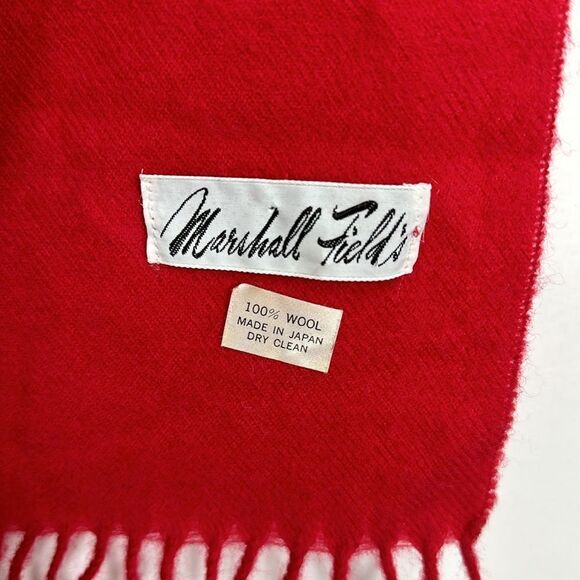 Marshall Field's
100% WOOL
MADE IN JAPAN
DRY CLEAN